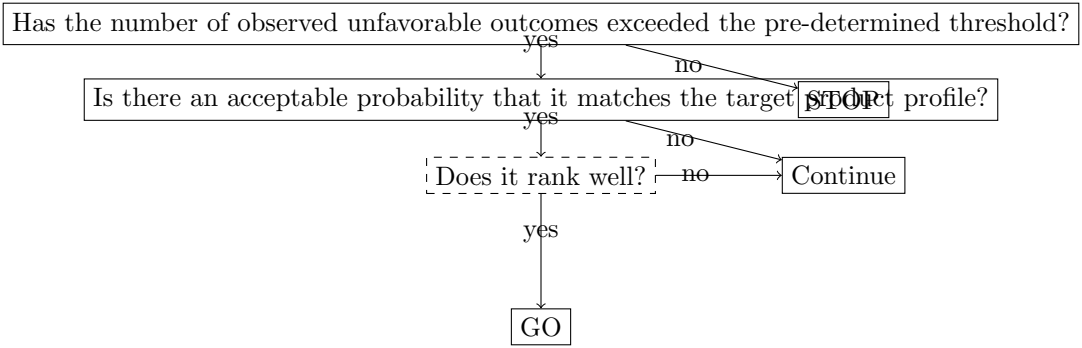 Has the number of observed unfavorable outcomes exceeded the pre-determined threshold?
yes
no
Is there an acceptable probability that it matches the target product profile?
STOP
yes
no
Does it rank well?
no
Continue
yes
GO